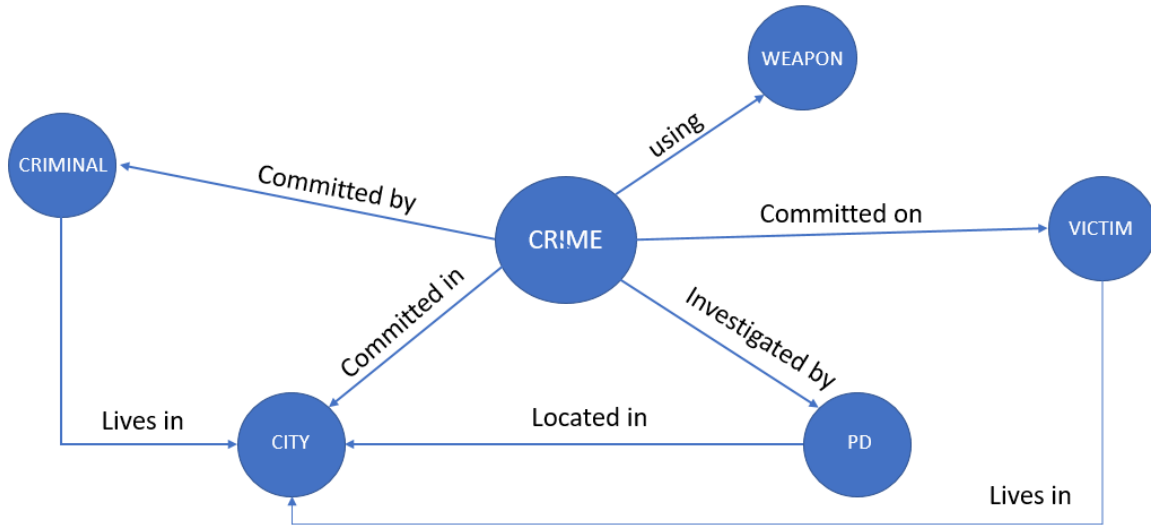 WEAPON
using
CRIMINAL
Committed by
CRIME
Committed on
VICTIM
Committed in
Investigated by
Lives in
CITY
Located in
PD
Lives in